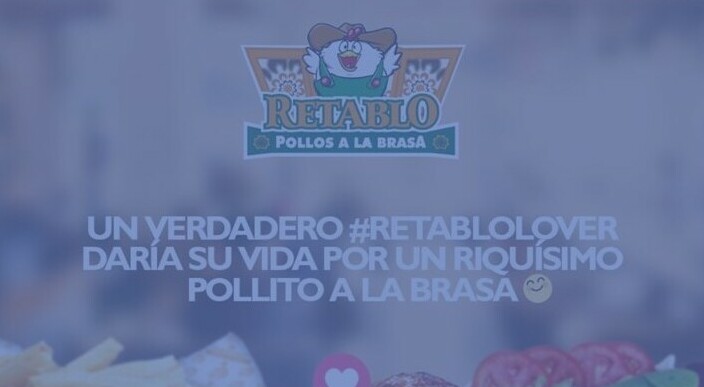 RETABLO
POLLOS A LA BRASA
UN VERDADERO #RETABLOLOVER
DARÍA SU VIDA POR UN RIQUÍSIMO
POLLITO A LA BRASA 😊